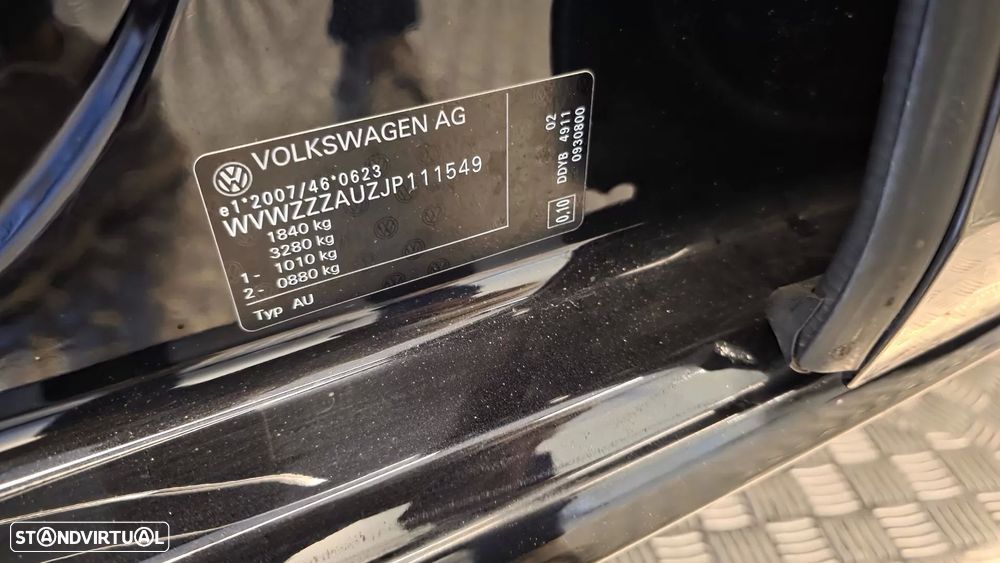 VOLKSWAGEN AG
e1*2007/46*0623
WVWZZZAUZJP111549
1840 kg
3280 kg
1- 1010 kg
2- 0880 kg
Typ AU
02
DDYB 4911
0930800
0,10
STANDVIRTUAL